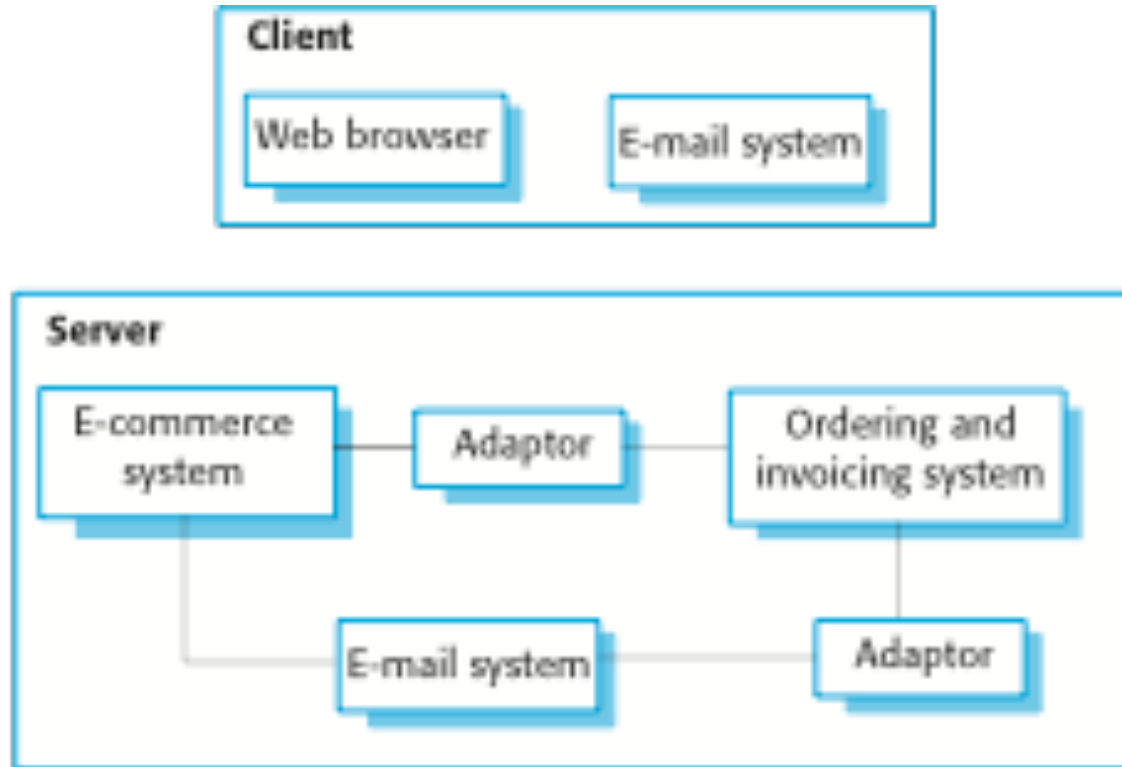 Client
Web browser
E-mail system
Server
E-commerce
system
Adaptor
Ordering and
invoicing system
E-mail system
Adaptor